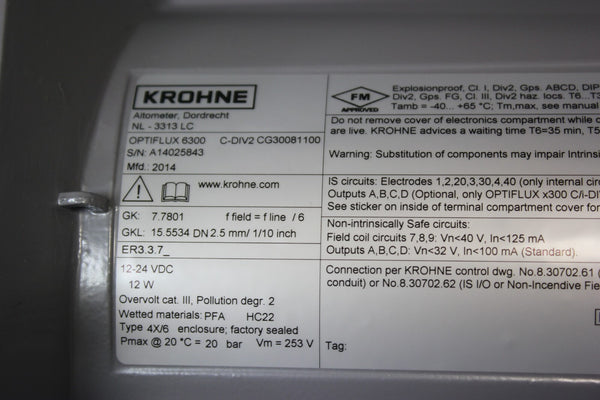 KROHNE
Altometer, Dordrecht
NL - 3313 LC
OPTIFLUX 6300 C-DIV2 CG30081100
S/N: A14025843
Mfd.: 2014
www.krohne.com
GK: 7.7801 f field = f line / 6
GKL: 15.5534 DN 2.5 mm/ 1/10 inch
ER3.3.7_
12-24 VDC
12 W
Overvolt cat. III, Pollution degr. 2
Wetted materials: PFA HC22
Type 4X/6 enclosure; factory sealed
Pmax @ 20 °C = 20 bar Vm = 253 V
FM
APPROVED
Explosionproof, Cl. I, Div2, Gps. ABCD, DIP
Div2, Gps. FG, Cl. III, Div2 haz. locs. T6...T3
Tamb = -40... +65 °C; Tm,max, see manual
Do not remove cover of electronics compartment while
are live. KROHNE advices a waiting time T6=35 min, T5
Warning: Substitution of components may impair Intrins
IS circuits: Electrodes 1,2,20,3,30,4,40 (only internal circ
Outputs A,B,C,D (Optional, only OPTIFLUX x300 C/i-DIV
See sticker on inside of terminal compartment cover for
Non-intrinsically Safe circuits:
Field coil circuits 7,8,9: Vn<40 V, In<125 mA
Outputs A,B,C,D: Vn<32 V, In<100 mA (Standard).
Connection per KROHNE control dwg. No.8.30702.61 (
conduit) or No.8.30702.62 (IS I/O or Non-Incendive Fie
Tag: